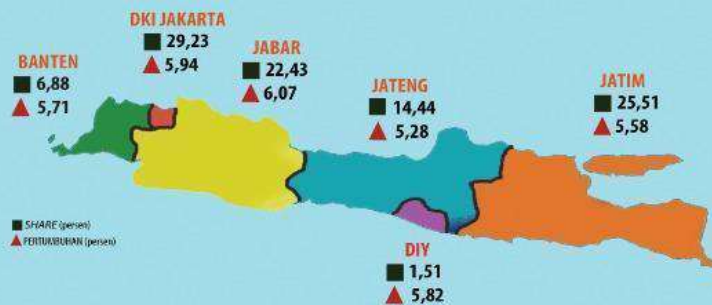 DKI JAKARTA
29,23
5,94
BANTEN
6,88
5,71
JABAR
22,43
6,07
JATENG
14,44
5,28
JATIM
25,51
5,58
SHARE (persen)
PERTUMBUHAN (persen)
DIY
1,51
5,82